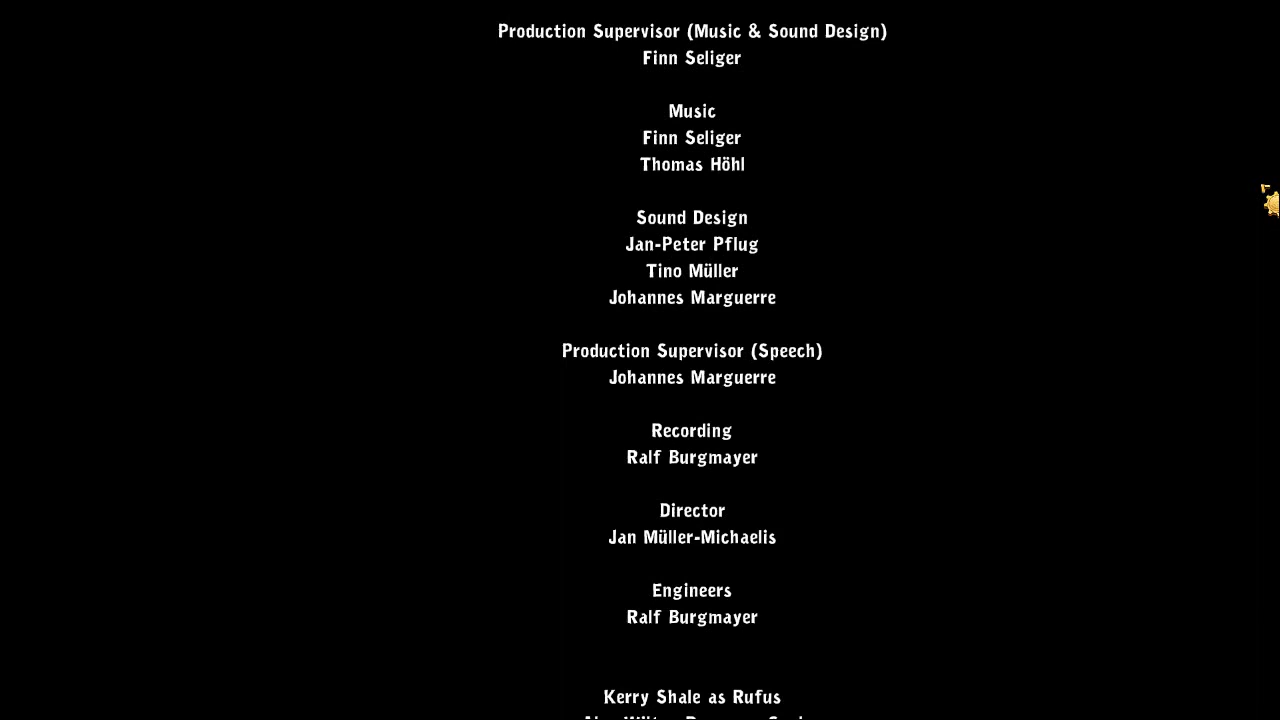 Production Supervisor (Music & Sound Design)
Finn Seliger
Music
Finn Seliger
Thomas Höhl
Sound Design
Jan-Peter Pflug
Tino Müller
Johannes Marguerre
Production Supervisor (Speech)
Johannes Marguerre
Recording
Ralf Burgmayer
Director
Jan Müller-Michaelis
Engineers
Ralf Burgmayer
Kerry Shale as Rufus